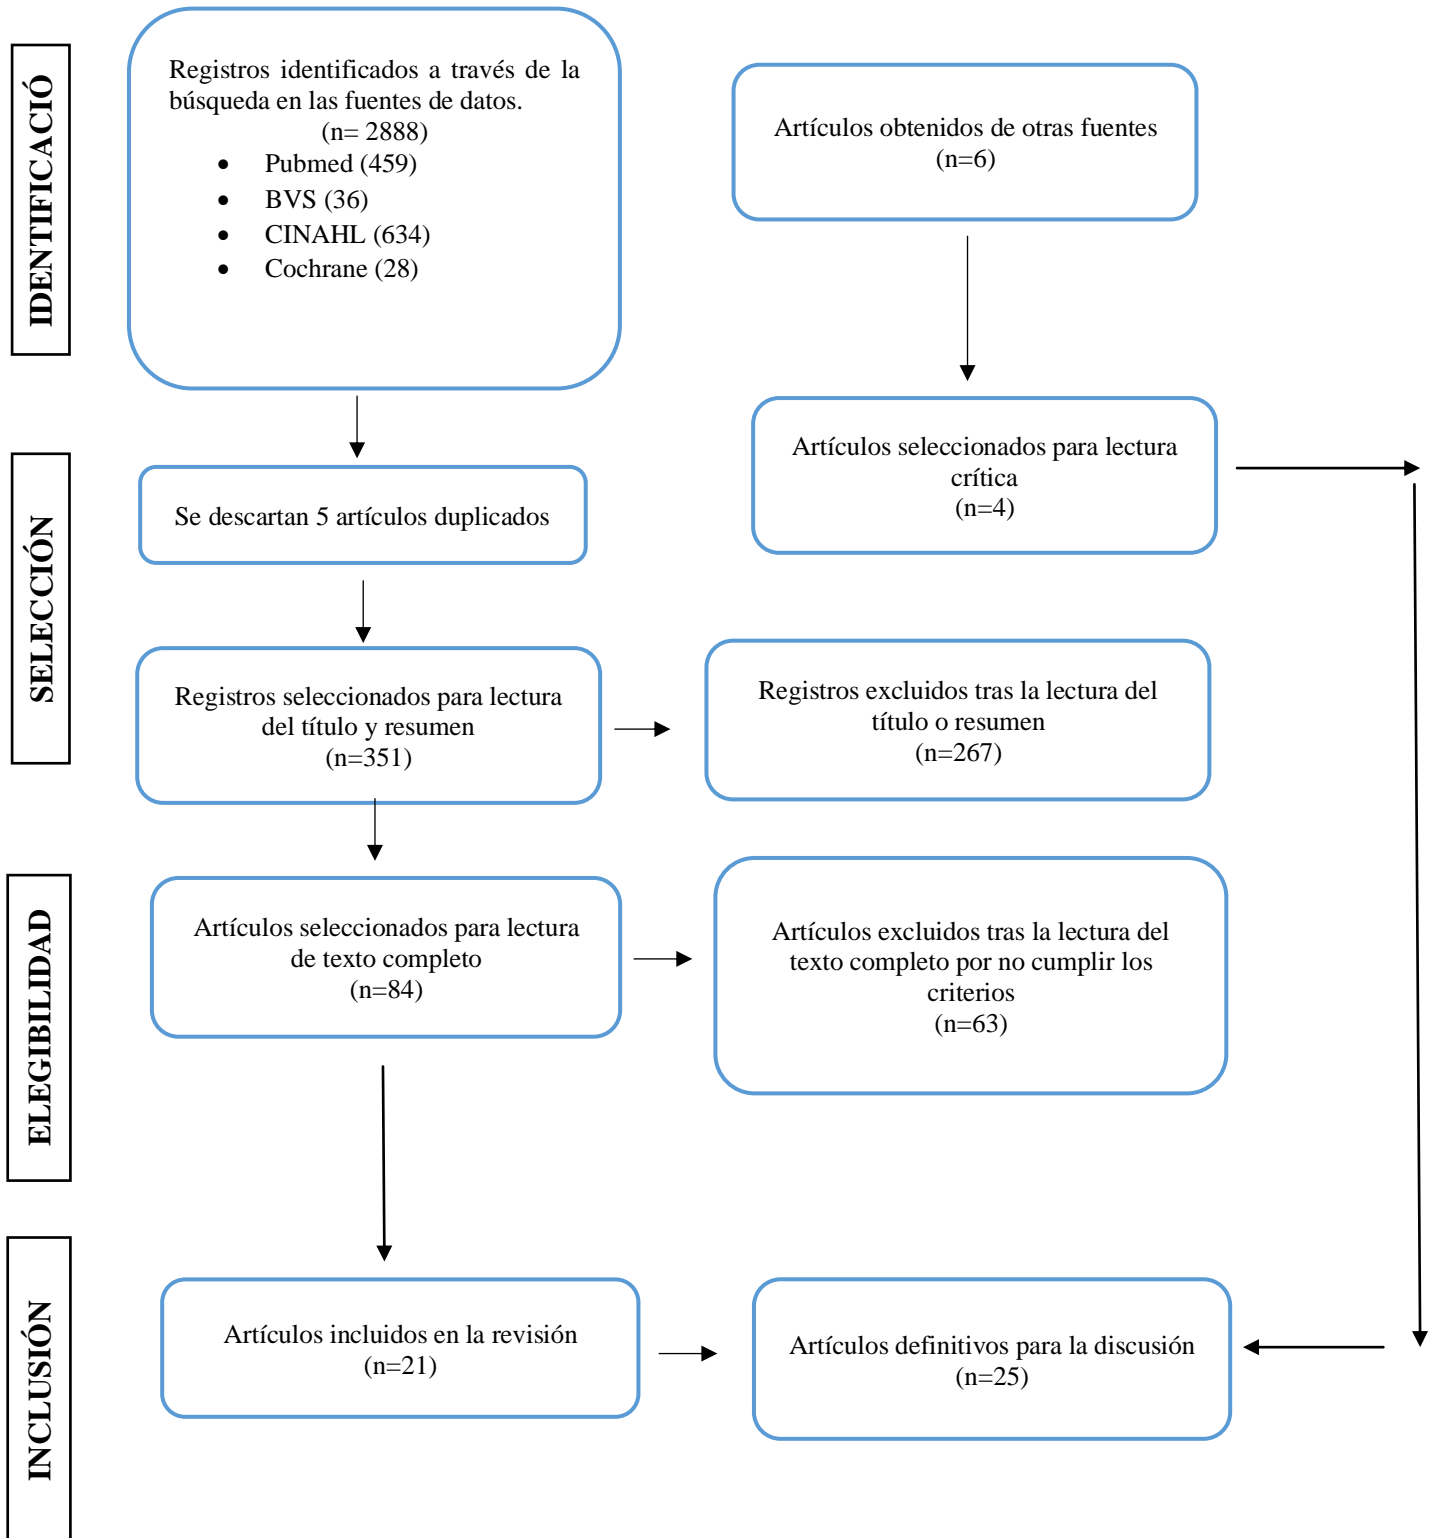 IDENTIFICACIÓ
Registros identificados a través de la
búsqueda en las fuentes de datos.
(n= 2888)
• Pubmed (459)
• BVS (36)
• CINAHL (634)
• Cochrane (28)
Artículos obtenidos de otras fuentes
(n=6)
SELECCIÓN
Artículos seleccionados para lectura
crítica
(n=4)
Se descartan 5 artículos duplicados
Registros seleccionados para lectura
del título y resumen
(n=351)
Registros excluidos tras la lectura del
título o resumen
(n=267)
ELEGIBILIDAD
Artículos seleccionados para lectura
de texto completo
(n=84)
Artículos excluidos tras la lectura del
texto completo por no cumplir los
criterios
(n=63)
INCLUSIÓN
Artículos incluidos en la revisión
(n=21)
Artículos definitivos para la discusión
(n=25)